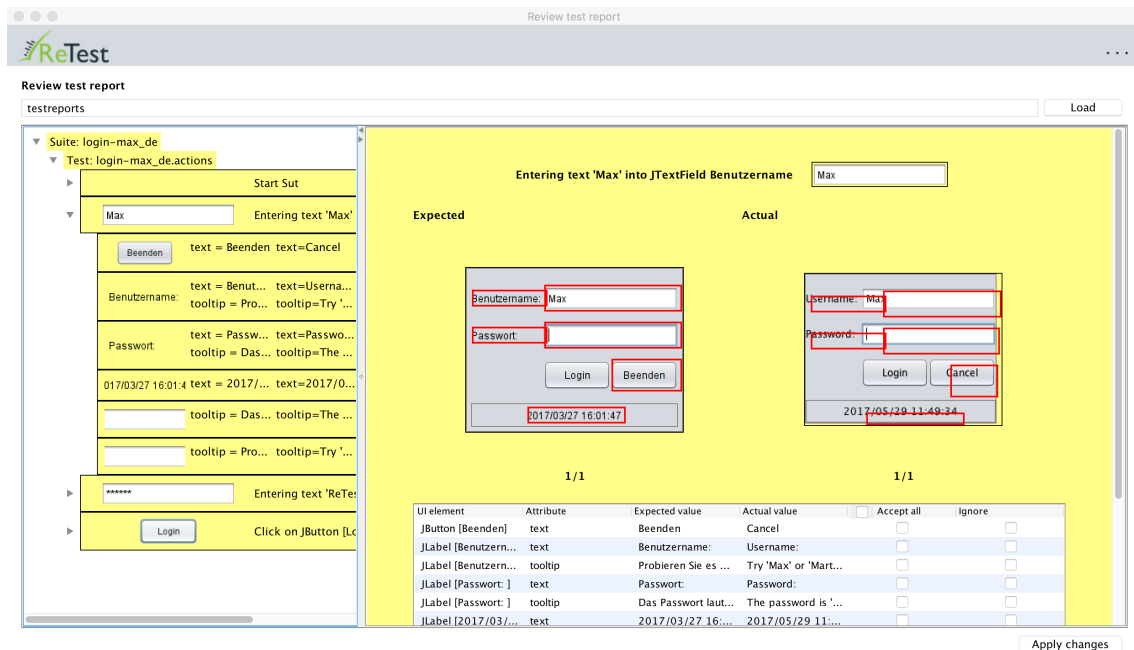 Review test report
ReTest
...
Review test report
testreports
Load
Suite: login-max_de
Test: login-max_de.actions
Start Sut
Max
Entering text 'Max'
Beenden
text = Beenden text=Cancel
Benutzername:
text = Benut... text=Userna...
tooltip = Pro... tooltip=Try '...
Passwort:
text = Passw... text=Passwo...
tooltip = Das... tooltip=The ...
017/03/27 16:01:4
text = 2017/... text=2017/0...
tooltip = Das... tooltip=The ...
tooltip = Pro... tooltip=Try '...
******
Entering text 'ReTes
Login
Click on JButton [Lo
Entering text 'Max' into JTextField Benutzername
Max
Expected
Actual
Benutzername:
Max
Passwort:
Login
Beenden
2017/03/27 16:01:47
Username:
Max
Password:
Login
Cancel
2017/05/29 11:49:34
1/1
1/1
UI element Attribute Expected value Actual value Accept all Ignore
JButton [Beenden] text Beenden Cancel
JLabel [Benutzern... text Benutzername: Username:
JLabel [Benutzern... tooltip Probieren Sie es ... Try 'Max' or 'Mart...
JLabel [Passwort: ] text Passwort: Password:
JLabel [Passwort: ] tooltip Das Passwort laut... The password is '...
JLabel [2017/03/... text 2017/03/27 16:... 2017/05/29 11:...
Apply changes